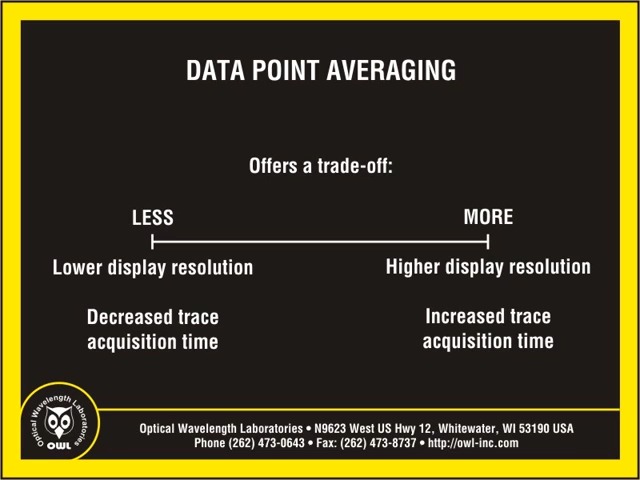 DATA POINT AVERAGING
Offers a trade-off:
LESS
MORE
Lower display resolution
Higher display resolution
Decreased trace
acquisition time
Increased trace
acquisition time
Optical Wavelength Laboratories
OWL
Optical Wavelength Laboratories • N9623 West US Hwy 12, Whitewater, WI 53190 USA
Phone (262) 473-0643 • Fax: (262) 473-8737 • http://owl-inc.com